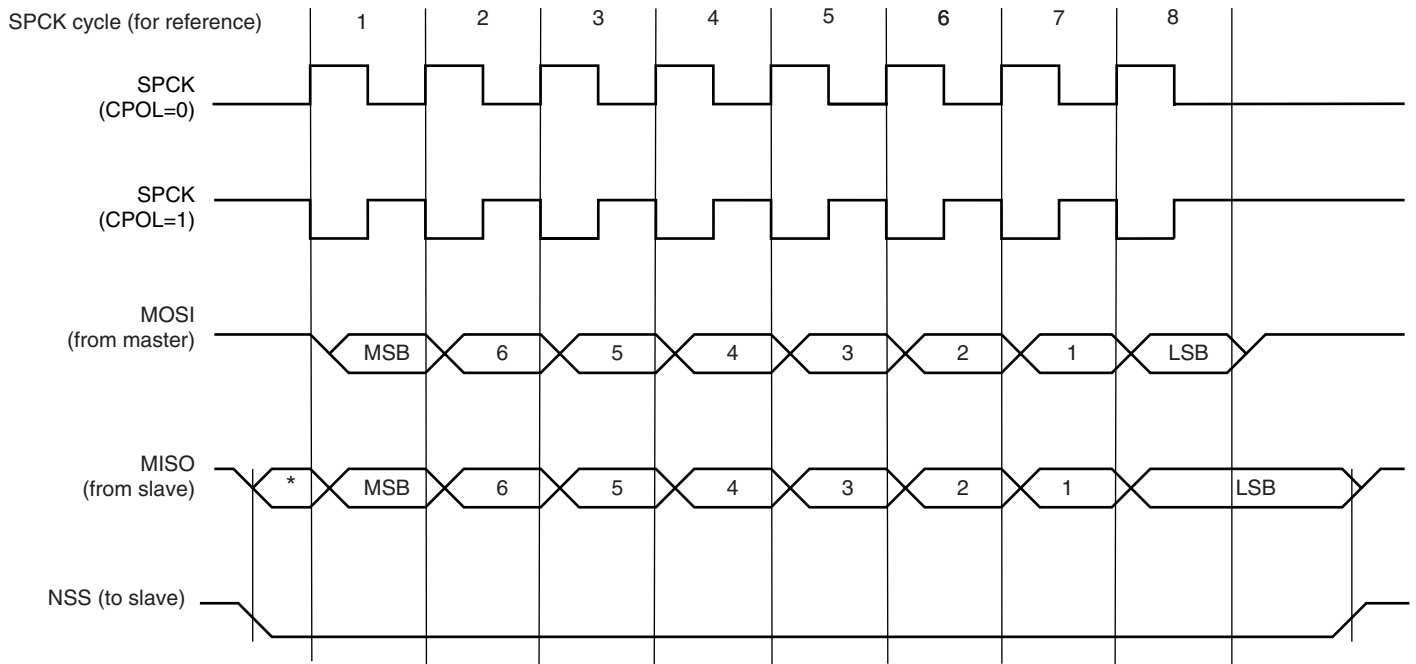 SPCK cycle (for reference) 1 2 3 4 5 6 7 8
SPCK
(CPOL=0)
SPCK
(CPOL=1)
MOSI
(from master)
MSB 6 5 4 3 2 1 LSB
MISO
(from slave)
* MSB 6 5 4 3 2 1 LSB
NSS (to slave)